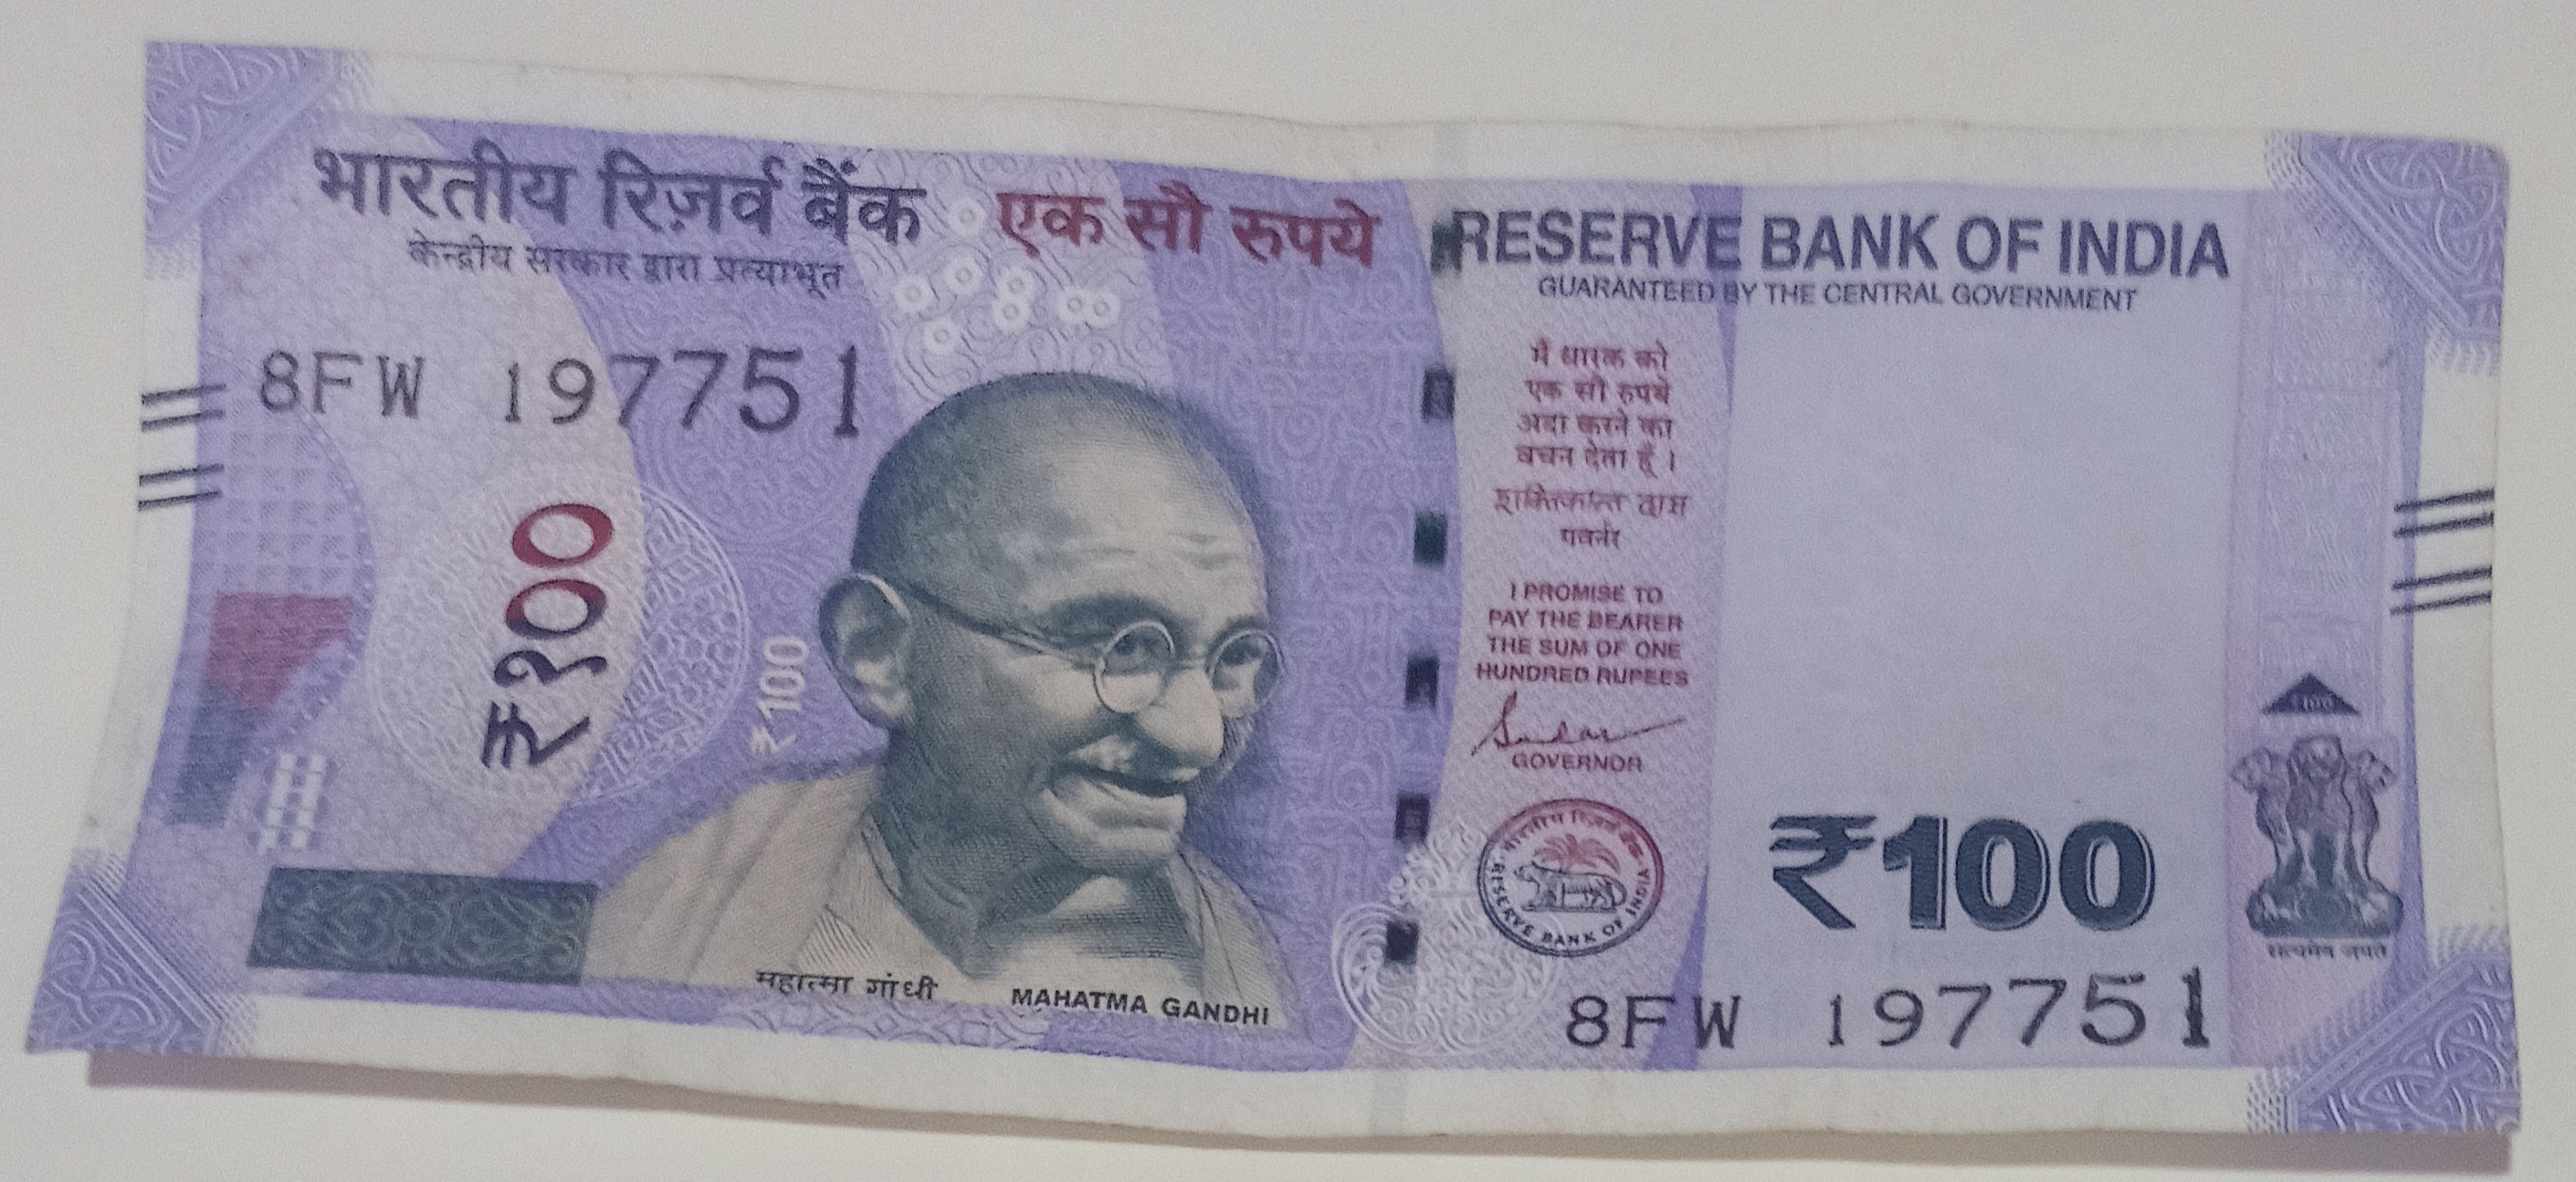 भारतीय रिज़र्व बैंक
केन्द्रीय सरकार द्वारा प्रत्याभूत
एक सौ रुपये
RESERVE BANK OF INDIA
GUARANTEED BY THE CENTRAL GOVERNMENT
8FW 197751
₹१००
₹100
मैं धारक को
एक सौ रुपये
अदा करने का
वचन देता हूँ।
शक्तिकान्त दास
गवर्नर
I PROMISE TO
PAY THE BEARER
THE SUM OF ONE
HUNDRED RUPEES
GOVERNOR
भारतीय रिज़र्व बैंक
RESERVE BANK OF INDIA
₹100
सत्यमेव जयते
महात्मा गांधी
MAHATMA GANDHI
8FW 197751